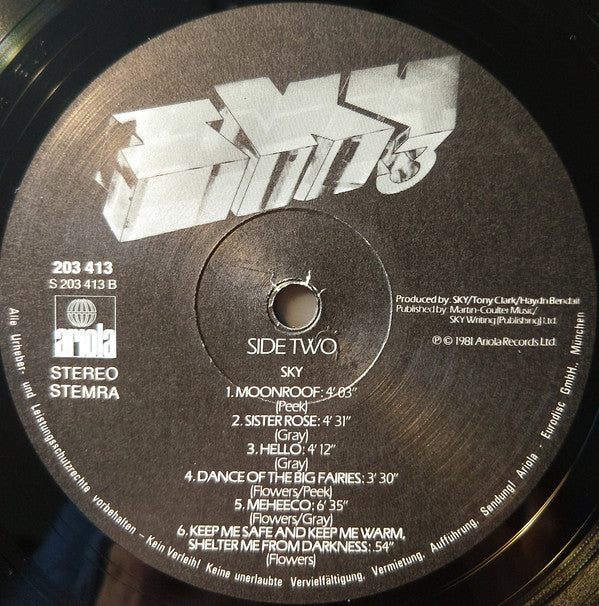 SKY 3
203 413
S 203 413 B
ariola
STEREO
STEMRA
Produced by: SKY/Tony Clark/Haydn Bendall
Published by: Martin-Coulter Music/
SKY Writing (Publishing) Ltd.
℗ © 1981 Ariola Records Ltd.
SIDE TWO
SKY
1. MOONROOF: 4' 03"
(Peek)
2. SISTER ROSE: 4' 31"
(Gray)
3. HELLO: 4' 12"
(Gray)
4. DANCE OF THE BIG FAIRIES: 3' 30"
(Flowers/Peek)
5. MEHEECO: 6' 35"
(Flowers/Gray)
6. KEEP ME SAFE AND KEEP ME WARM,
SHELTER ME FROM DARKNESS: .54"
(Flowers)
Alle Urheber- und Leistungsschutzrechte vorbehalten – Kein Verleih! Keine unerlaubte Vervielfältigung, Vermietung, Aufführung, Sendung! Ariola - Eurodisc GmbH., München